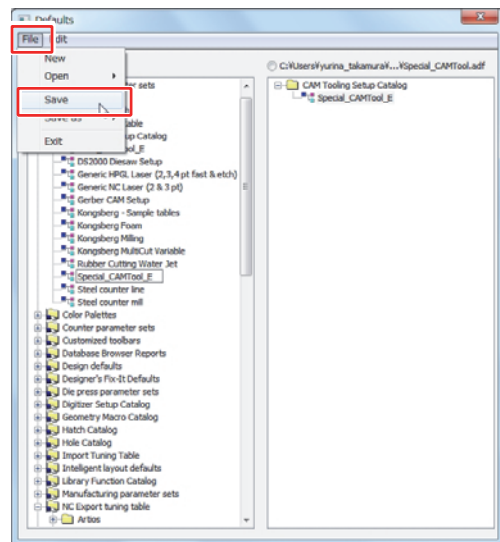 Defaults
File Edit
New
Open
Save
Save as
Exit
C:¥Users¥yurina_takamura¥...¥Special_CAMTool.adf
CAM Tooling Setup Catalog
Special_CAMTool_E
DS2000 Diesaw Setup
Generic HPGL Laser (2,3,4 pt fast & etch)
Generic NC Laser (2 & 3 pt)
Gerber CAM Setup
Kongsberg - Sample tables
Kongsberg Foam
Kongsberg Milling
Kongsberg MultiCut Variable
Rubber Cutting Water Jet
Special_CAMTool_E
Steel counter line
Steel counter mill
Color Palettes
Counter parameter sets
Customized toolbars
Database Browser Reports
Design defaults
Designer's Fix-It Defaults
Die press parameter sets
Digitizer Setup Catalog
Geometry Macro Catalog
Hatch Catalog
Hole Catalog
Import Tuning Table
Intelligent layout defaults
Library Function Catalog
Manufacturing parameter sets
NC Export tuning table
Artios